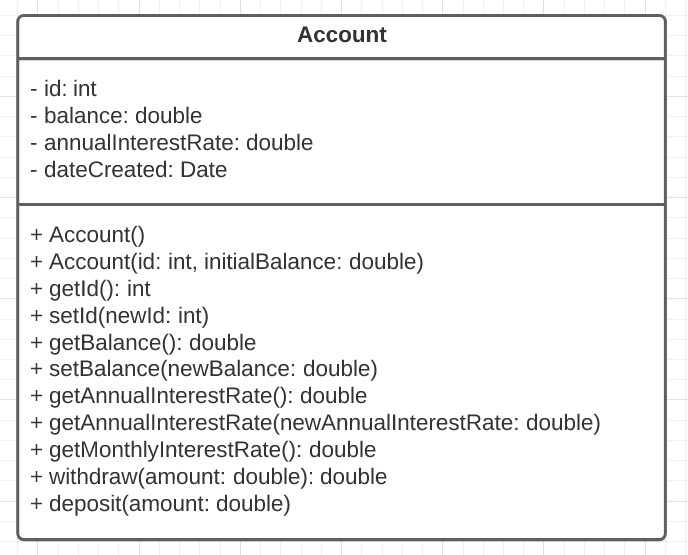 Account
- id: int
- balance: double
- annualInterestRate: double
- dateCreated: Date
+ Account()
+ Account(id: int, initialBalance: double)
+ getId(): int
+ setId(newId: int)
+ getBalance(): double
+ setBalance(newBalance: double)
+ getAnnualInterestRate(): double
+ getAnnualInterestRate(newAnnualInterestRate: double)
+ getMonthlyInterestRate(): double
+ withdraw(amount: double): double
+ deposit(amount: double)